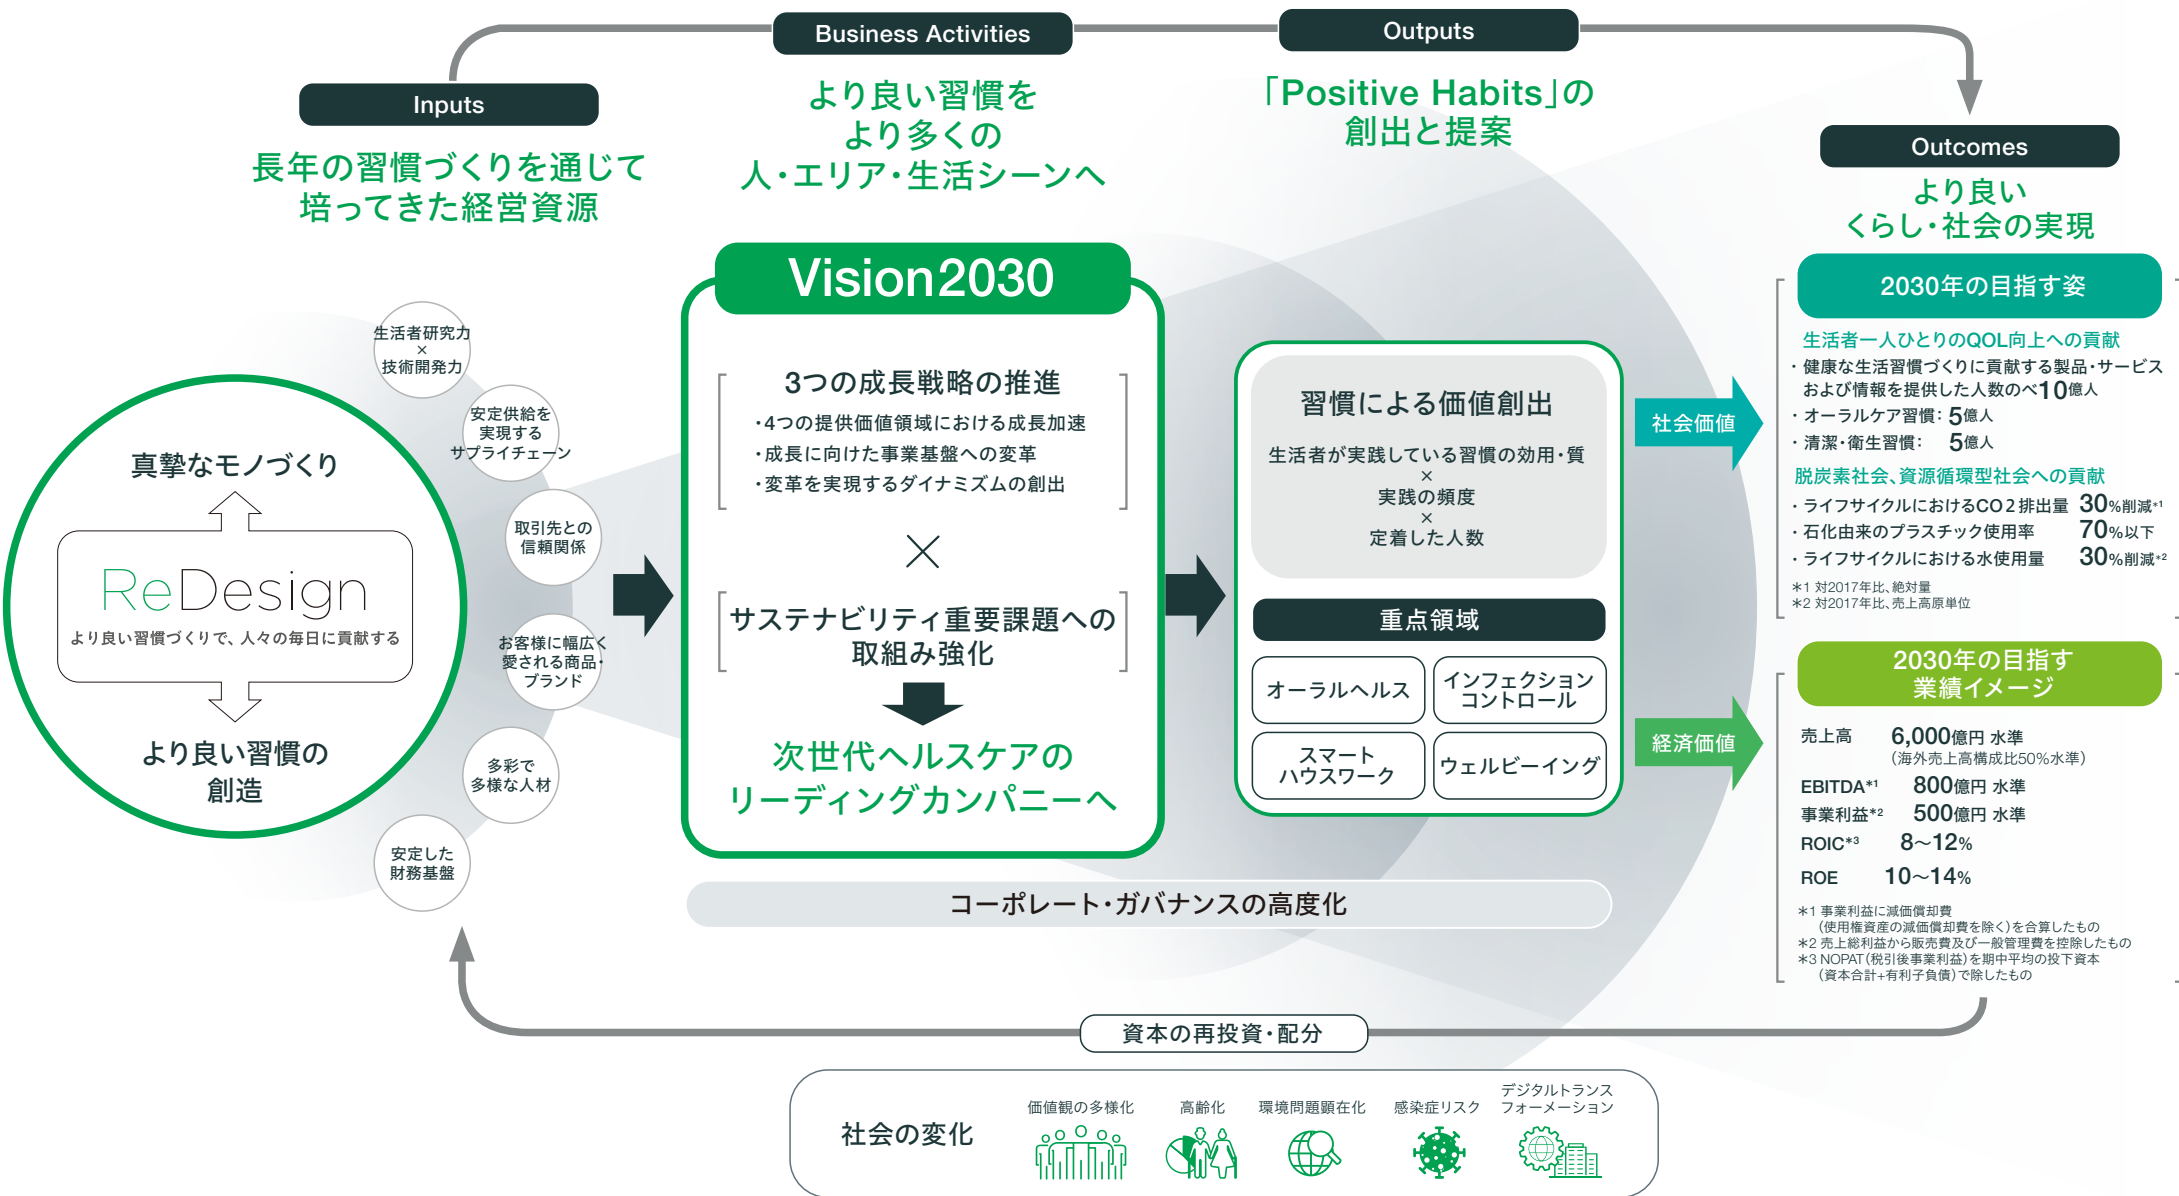 Inputs
長年の習慣づくりを通じて
培ってきた経営資源
Business Activities
より良い習慣を
より多くの
人・エリア・生活シーンへ
Outputs
「Positive Habits」の
創出と提案
Outcomes
より良い
くらし・社会の実現
真摯なモノづくり
ReDesign
より良い習慣づくりで、人々の毎日に貢献する
より良い習慣の
創造
生活者研究力
×
技術開発力
安定供給を
実現する
サプライチェーン
取引先との
信頼関係
お客様に幅広く
愛される商品・
ブランド
多彩で
多様な人材
安定した
財務基盤
Vision2030
3つの成長戦略の推進
・4つの提供価値領域における成長加速
・成長に向けた事業基盤への変革
・変革を実現するダイナミズムの創出
×
サステナビリティ重要課題への
取組み強化
次世代ヘルスケアの
リーディングカンパニーへ
習慣による価値創出
生活者が実践している習慣の効用・質
×
実践の頻度
×
定着した人数
重点領域
オーラルヘルス
インフェクション
コントロール
スマート
ハウスワーク
ウェルビーイング
コーポレート・ガバナンスの高度化
社会価値
経済価値
2030年の目指す姿
生活者一人ひとりのQOL向上への貢献
・健康な生活習慣づくりに貢献する製品・サービス
および情報を提供した人数のべ10億人
・オーラルケア習慣：5億人
・清潔・衛生習慣： 5億人
脱炭素社会、資源循環型社会への貢献
・ライフサイクルにおけるCO2排出量 30%削減*1
・石化由来のプラスチック使用率 70%以下
・ライフサイクルにおける水使用量 30%削減*2
*1 対2017年比、絶対量
*2 対2017年比、売上高原単位
2030年の目指す
業績イメージ
売上高 6,000億円 水準
(海外売上高構成比50%水準)
EBITDA*1 800億円 水準
事業利益*2 500億円 水準
ROIC*3 8〜12%
ROE 10〜14%
*1 事業利益に減価償却費
(使用権資産の減価償却費を除く)を合算したもの
*2 売上総利益から販売費及び一般管理費を控除したもの
*3 NOPAT(税引後事業利益)を期中平均の投下資本
(資本合計+有利子負債)で除したもの
資本の再投資・配分
社会の変化
価値観の多様化
高齢化
環境問題顕在化
感染症リスク
デジタルトランス
フォーメーション